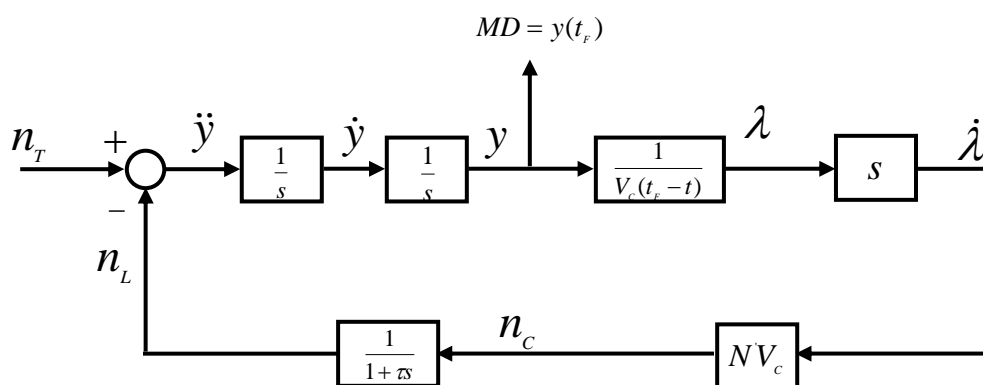 MD = y(t_F)
n_T
+
ÿ
1/s
ẏ
1/s
y
1/(V_C(t_F − t))
λ
s
λ̇
−
n_L
1/(1 + τs)
n_C
N'V_C